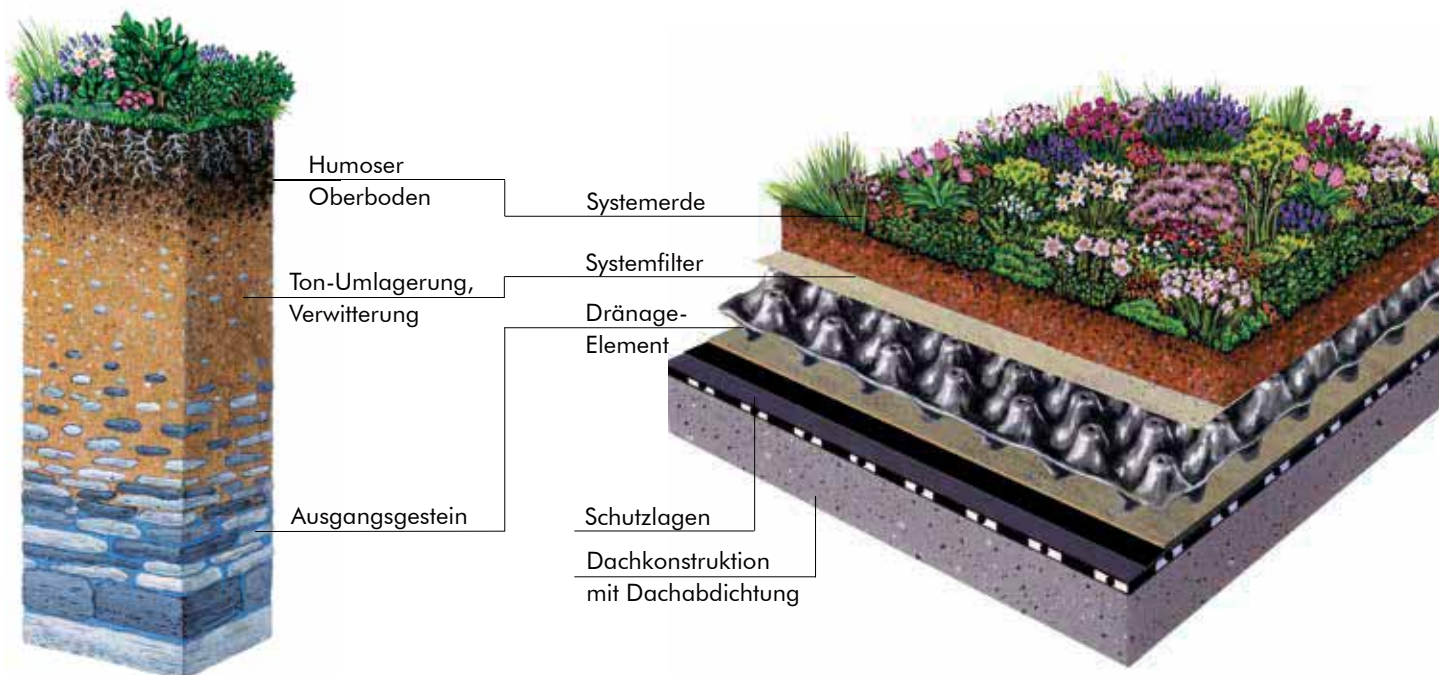 Humoser
Oberboden
Systemerde
Ton-Umlagerung,
Verwitterung
Systemfilter
Dränage-
Element
Ausgangsgestein
Schutzlagen
Dachkonstruktion
mit Dachabdichtung